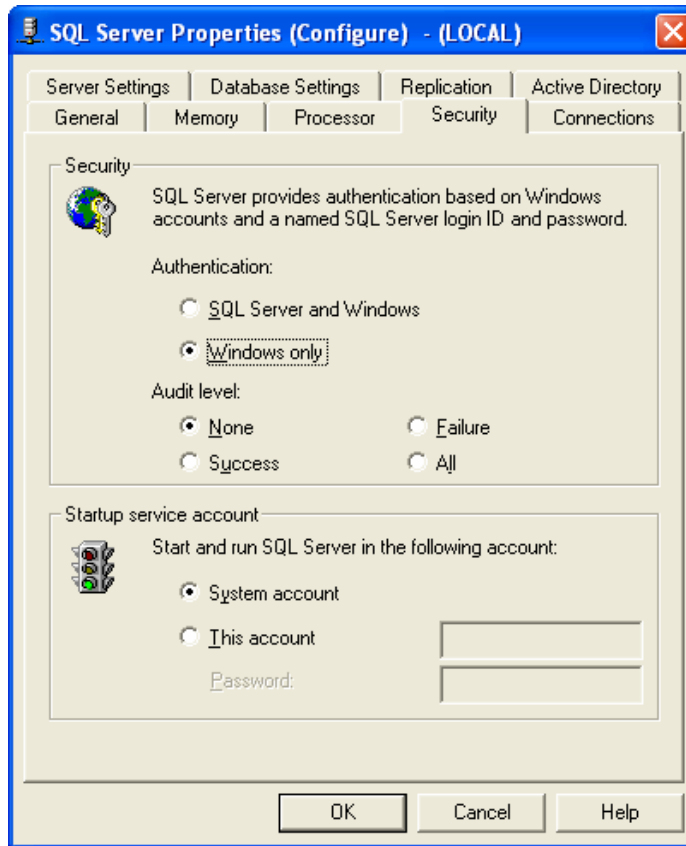 SQL Server Properties (Configure) - (LOCAL)
Server Settings Database Settings Replication Active Directory
General Memory Processor Security Connections
Security
SQL Server provides authentication based on Windows
accounts and a named SQL Server login ID and password.
Authentication:
SQL Server and Windows
Windows only
Audit level:
None Failure
Success All
Startup service account
Start and run SQL Server in the following account:
System account
This account
Password:
OK Cancel Help